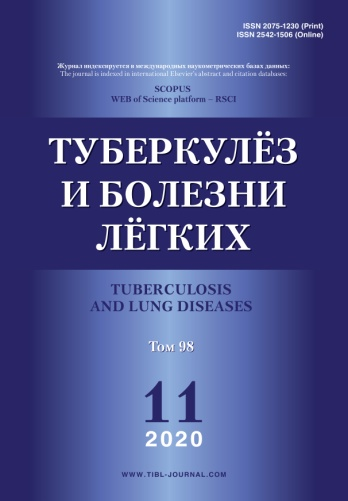 ISSN 2075-1230 (Print)
ISSN 2542-1506 (Online)
Журнал индексируется в международных наукометрических базах данных:
The journal is indexed in international Elsevier's abstract and citation databases:
SCOPUS
WEB of Science platform – RSCI
ТУБЕРКУЛЁЗ
И БОЛЕЗНИ
ЛЁГКИХ
TUBERCULOSIS
AND LUNG DISEASES
Том 98
11
2020
WWW.TIBL-JOURNAL.COM